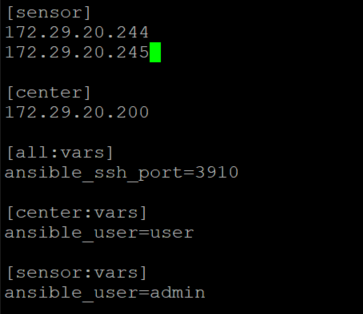 [sensor]
172.29.20.244
172.29.20.245
[center]
172.29.20.200
[all:vars]
ansible_ssh_port=3910
[center:vars]
ansible_user=user
[sensor:vars]
ansible_user=admin